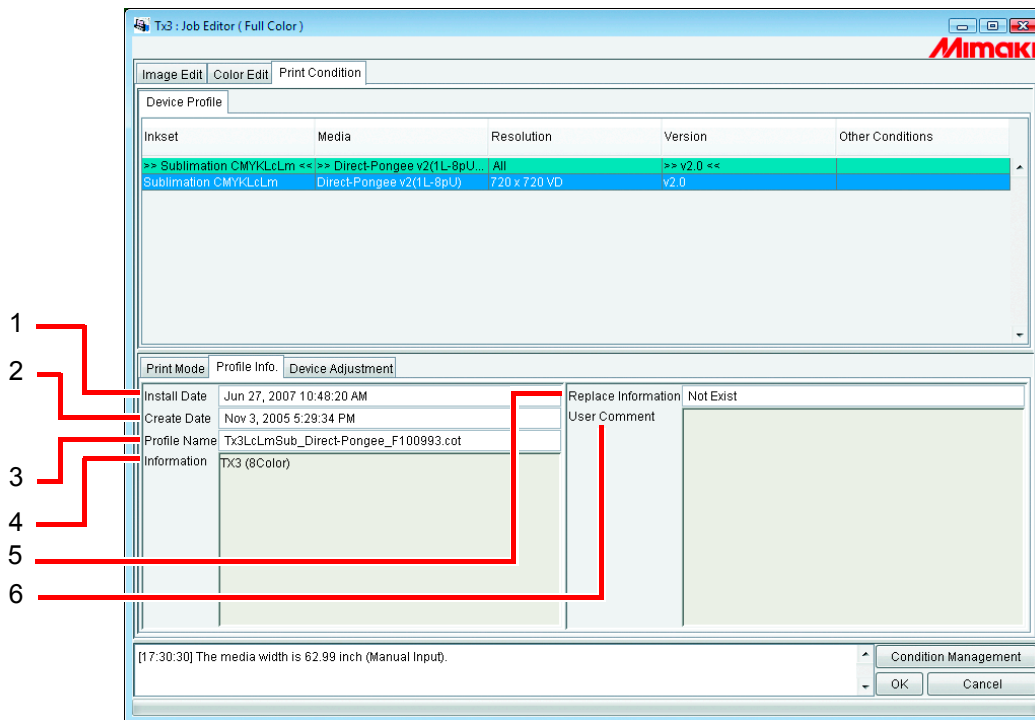 Tx3 : Job Editor ( Full Color )
Mimaki
Image Edit Color Edit Print Condition
Device Profile
Inkset Media Resolution Version Other Conditions
>> Sublimation CMYKLcLm << >> Direct-Pongee v2(1L-8pU... All >> v2.0 <<
Sublimation CMYKLcLm Direct-Pongee v2(1L-8pU) 720 x 720 VD v2.0
Print Mode Profile Info. Device Adjustment
1 Install Date Jun 27, 2007 10:48:20 AM
2 Create Date Nov 3, 2005 5:29:34 PM
3 Profile Name Tx3LcLmSub_Direct-Pongee_F100993.cot
4 Information TX3 (8Color)
5 Replace Information Not Exist
6 User Comment
[17:30:30] The media width is 62.99 inch (Manual Input).
Condition Management
OK Cancel